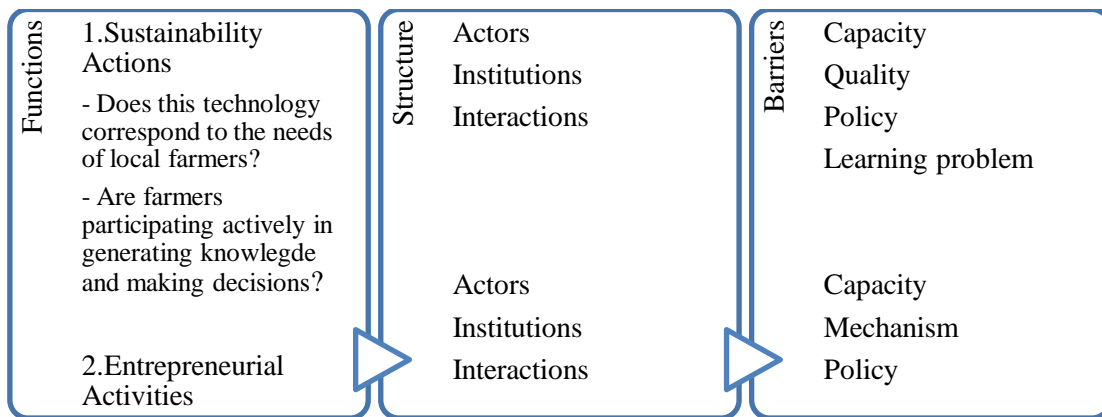 Functions
1.Sustainability
Actions
- Does this technology
correspond to the needs
of local farmers?
- Are farmers
participating actively in
generating knowlegde
and making decisions?
2.Entrepreneurial
Activities
Structure
Actors
Institutions
Interactions
Actors
Institutions
Interactions
Barriers
Capacity
Quality
Policy
Learning problem
Capacity
Mechanism
Policy